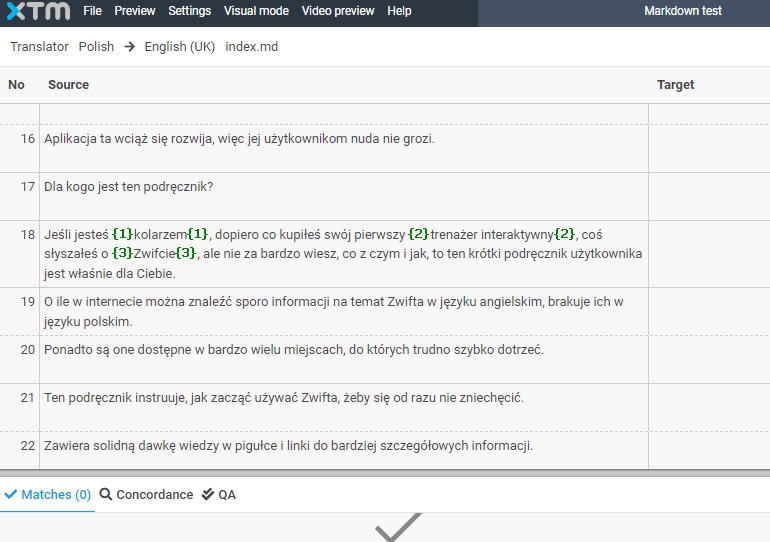 XTM File Preview Settings Visual mode Video preview Help Markdown test
Translator Polish → English (UK) index.md
No Source Target
16 Aplikacja ta wciąż się rozwija, więc jej użytkownikom nuda nie grozi.
17 Dla kogo jest ten podręcznik?
18 Jeśli jesteś {1}kolarzem{1}, dopiero co kupiłeś swój pierwszy {2}trenażer interaktywny{2}, coś
słyszałeś o {3}Zwifcie{3}, ale nie za bardzo wiesz, co z czym i jak, to ten krótki podręcznik użytkownika
jest właśnie dla Ciebie.
19 O ile w internecie można znaleźć sporo informacji na temat Zwifta w języku angielskim, brakuje ich w
języku polskim.
20 Ponadto są one dostępne w bardzo wielu miejscach, do których trudno szybko dotrzeć.
21 Ten podręcznik instruuje, jak zacząć używać Zwifta, żeby się od razu nie zniechęcić.
22 Zawiera solidną dawkę wiedzy w pigułce i linki do bardziej szczegółowych informacji.
Matches (0) Concordance QA